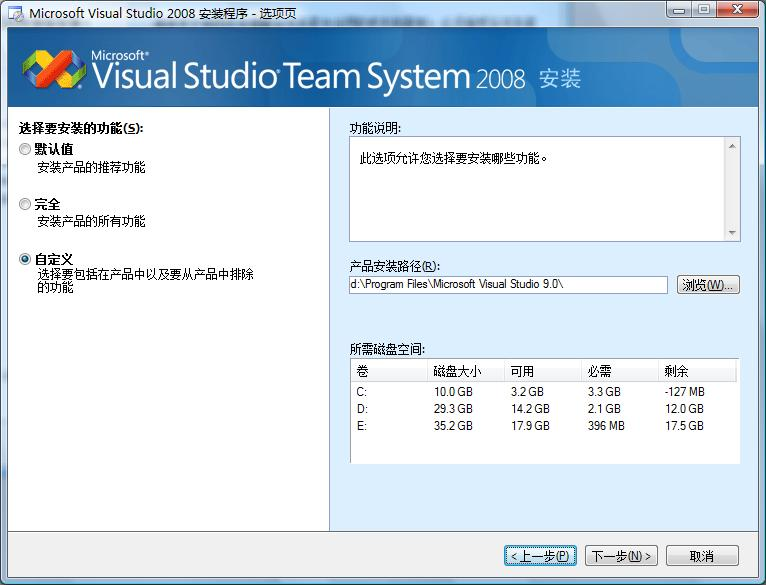 Microsoft Visual Studio 2008 安装程序 - 选项页
Microsoft®
Visual Studio® Team System 2008 安装
选择要安装的功能(S):
默认值
安装产品的推荐功能
完全
安装产品的所有功能
自定义
选择要包括在产品中以及要从产品中排除
的功能
功能说明:
此选项允许您选择要安装哪些功能。
产品安装路径(R):
d:\Program Files\Microsoft Visual Studio 9.0\
浏览(W)...
所需磁盘空间:
卷 磁盘大小 可用 必需 剩余
C: 10.0 GB 3.2 GB 3.3 GB -127 MB
D: 29.3 GB 14.2 GB 2.1 GB 12.0 GB
E: 35.2 GB 17.9 GB 396 MB 17.5 GB
< 上一步(P) 下一步(N) > 取消